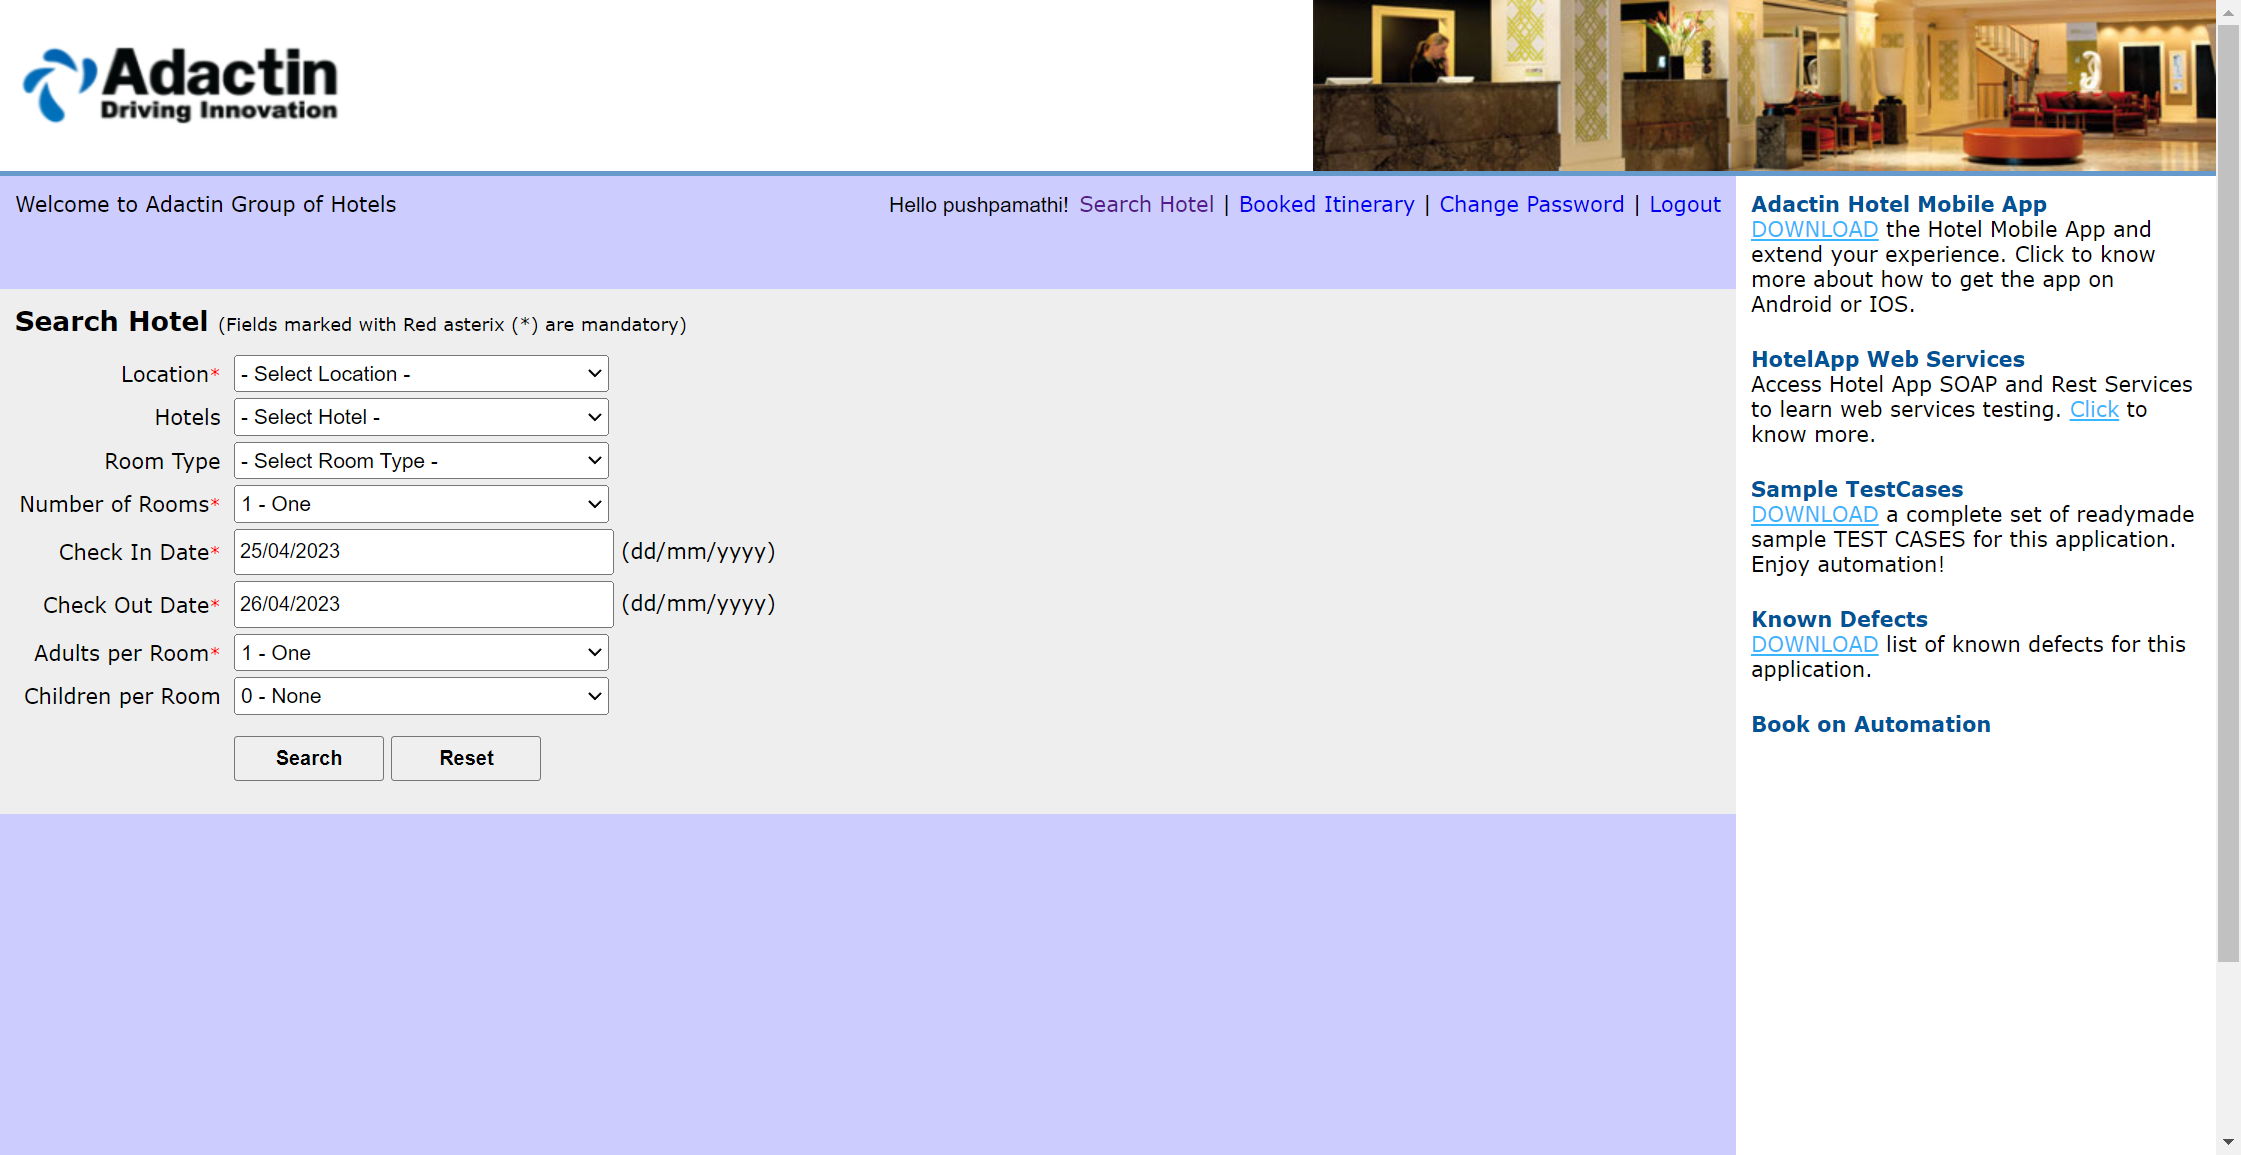 Adactin
Driving Innovation
Welcome to Adactin Group of Hotels
Hello pushpamathi! Search Hotel | Booked Itinerary | Change Password | Logout
Search Hotel (Fields marked with Red asterix (*) are mandatory)
Location* - Select Location -
Hotels - Select Hotel -
Room Type - Select Room Type -
Number of Rooms* 1 - One
Check In Date* 25/04/2023 (dd/mm/yyyy)
Check Out Date* 26/04/2023 (dd/mm/yyyy)
Adults per Room* 1 - One
Children per Room 0 - None
Search Reset
Adactin Hotel Mobile App
DOWNLOAD the Hotel Mobile App and
extend your experience. Click to know
more about how to get the app on
Android or IOS.
HotelApp Web Services
Access Hotel App SOAP and Rest Services
to learn web services testing. Click to
know more.
Sample TestCases
DOWNLOAD a complete set of readymade
sample TEST CASES for this application.
Enjoy automation!
Known Defects
DOWNLOAD list of known defects for this
application.
Book on Automation